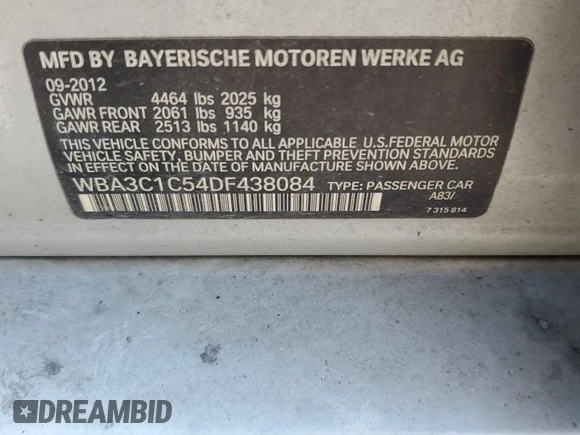 MFD BY BAYERISCHE MOTOREN WERKE AG
09-2012
GVWR 4464 lbs 2025 kg
GAWR FRONT 2061 lbs 935 kg
GAWR REAR 2513 lbs 1140 kg
THIS VEHICLE CONFORMS TO ALL APPLICABLE U.S.FEDERAL MOTOR
VEHICLE SAFETY, BUMPER AND THEFT PREVENTION STANDARDS
IN EFFECT ON THE DATE OF MANUFACTURE SHOWN ABOVE.
WBA3C1C54DF438084 TYPE: PASSENGER CAR
A83/
7 315 814
DREAMBID